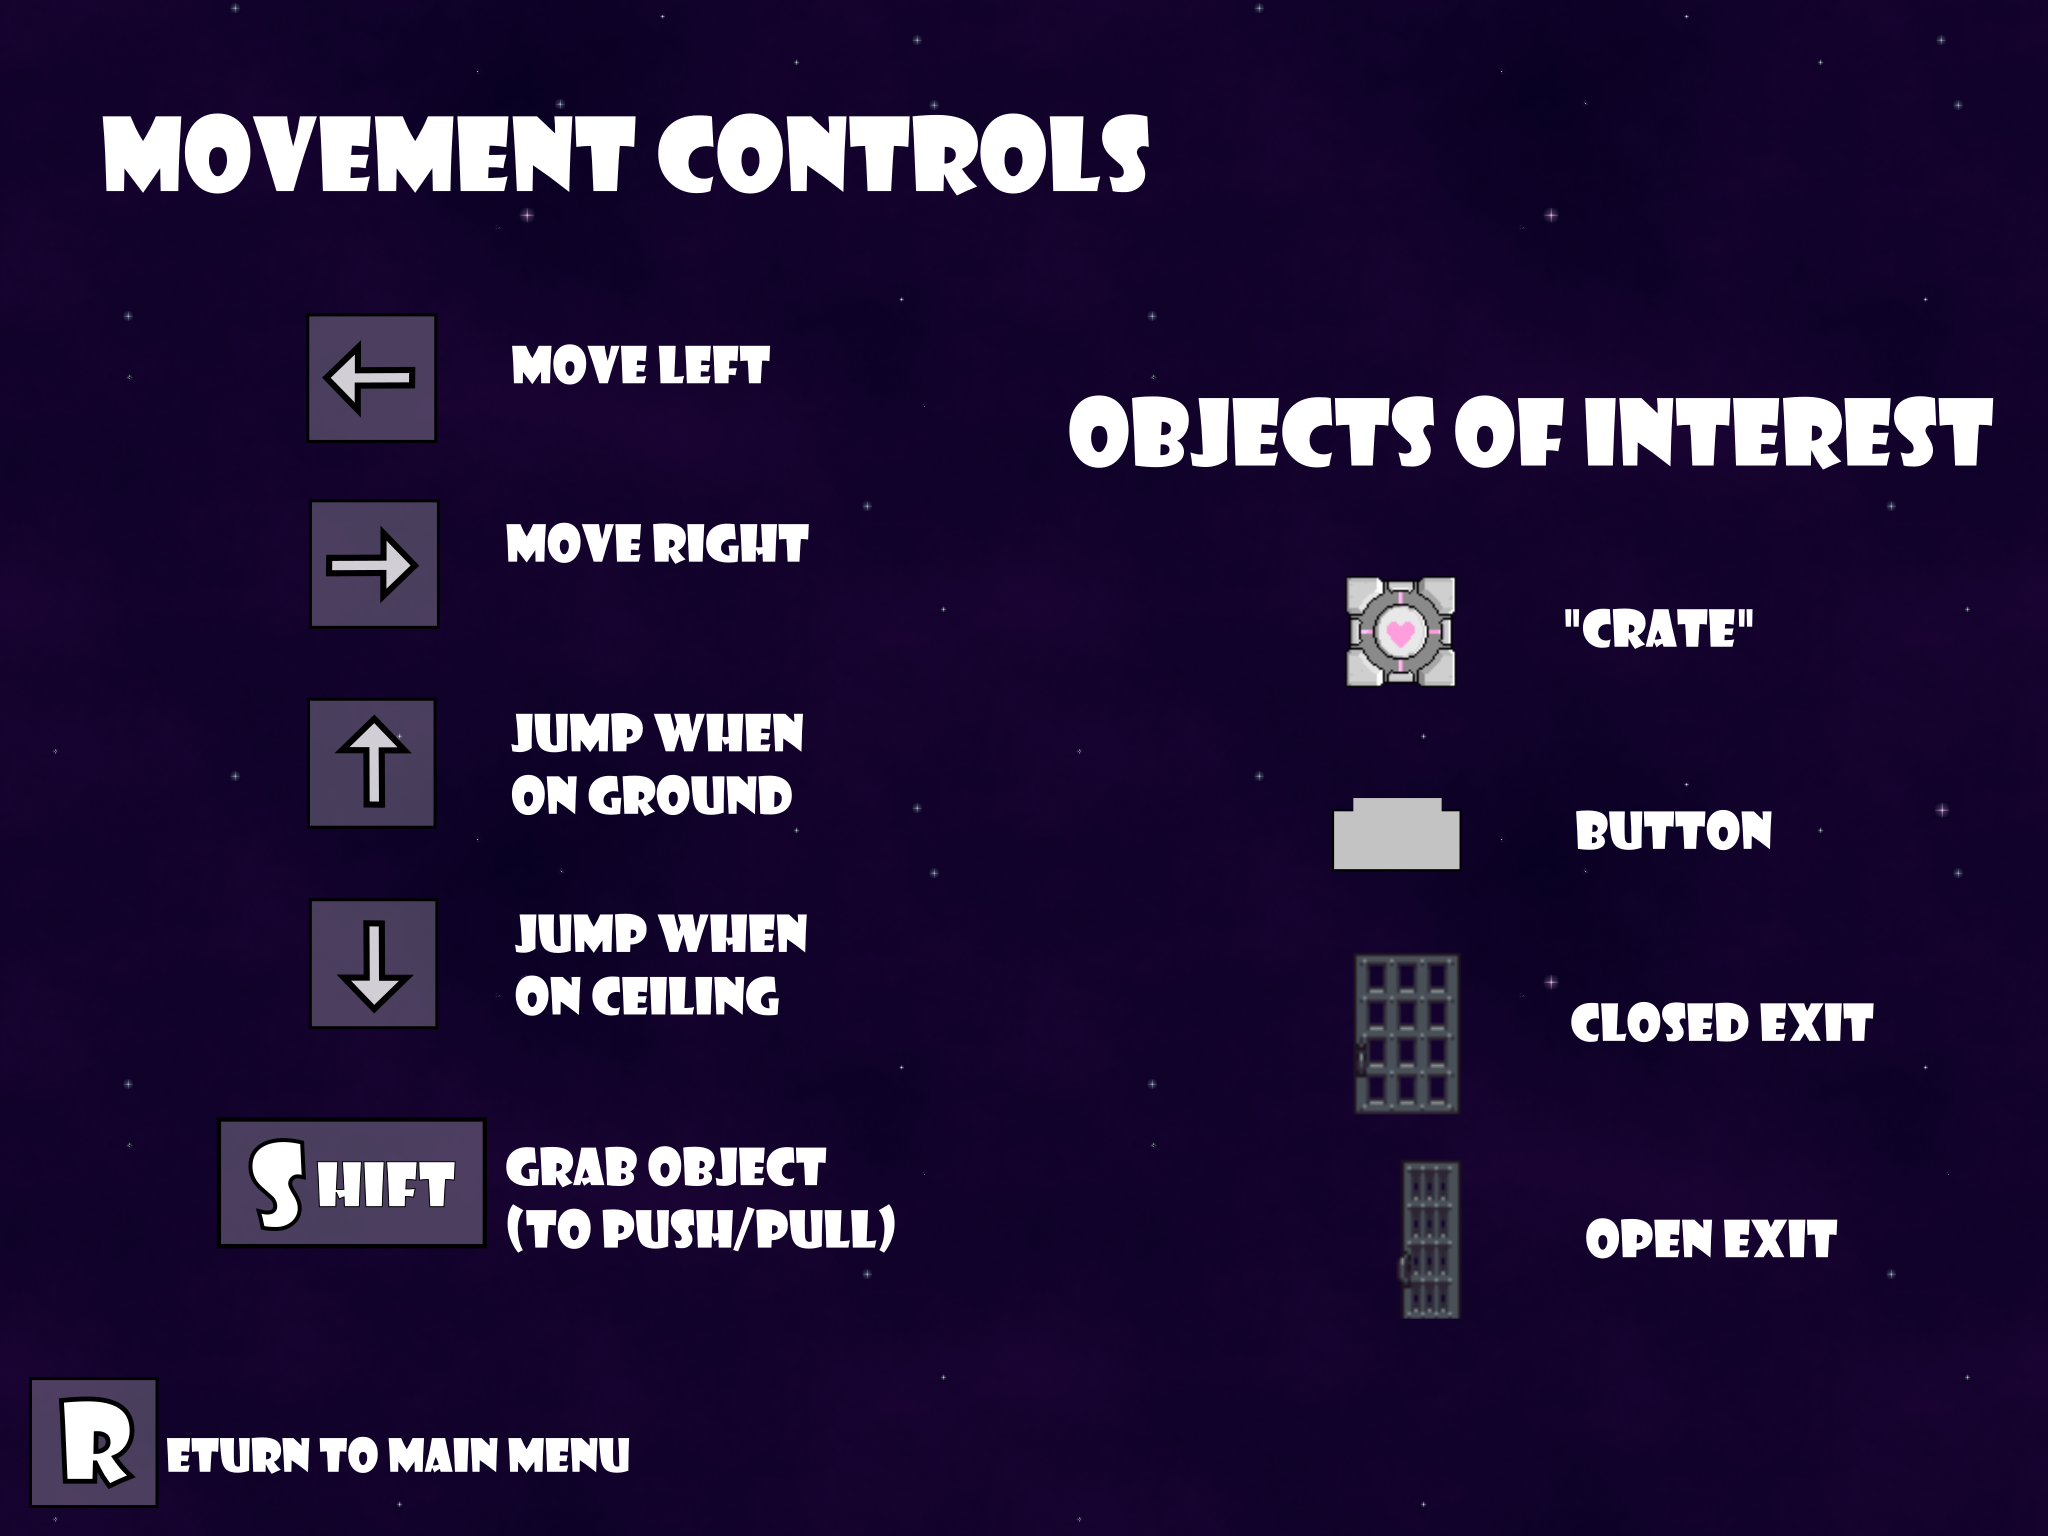 MOVEMENT CONTROLS
MOVE LEFT
MOVE RIGHT
JUMP WHEN
ON GROUND
JUMP WHEN
ON CEILING
SHIFT GRAB OBJECT
(TO PUSH/PULL)
OBJECTS OF INTEREST
"CRATE"
BUTTON
CLOSED EXIT
OPEN EXIT
RETURN TO MAIN MENU